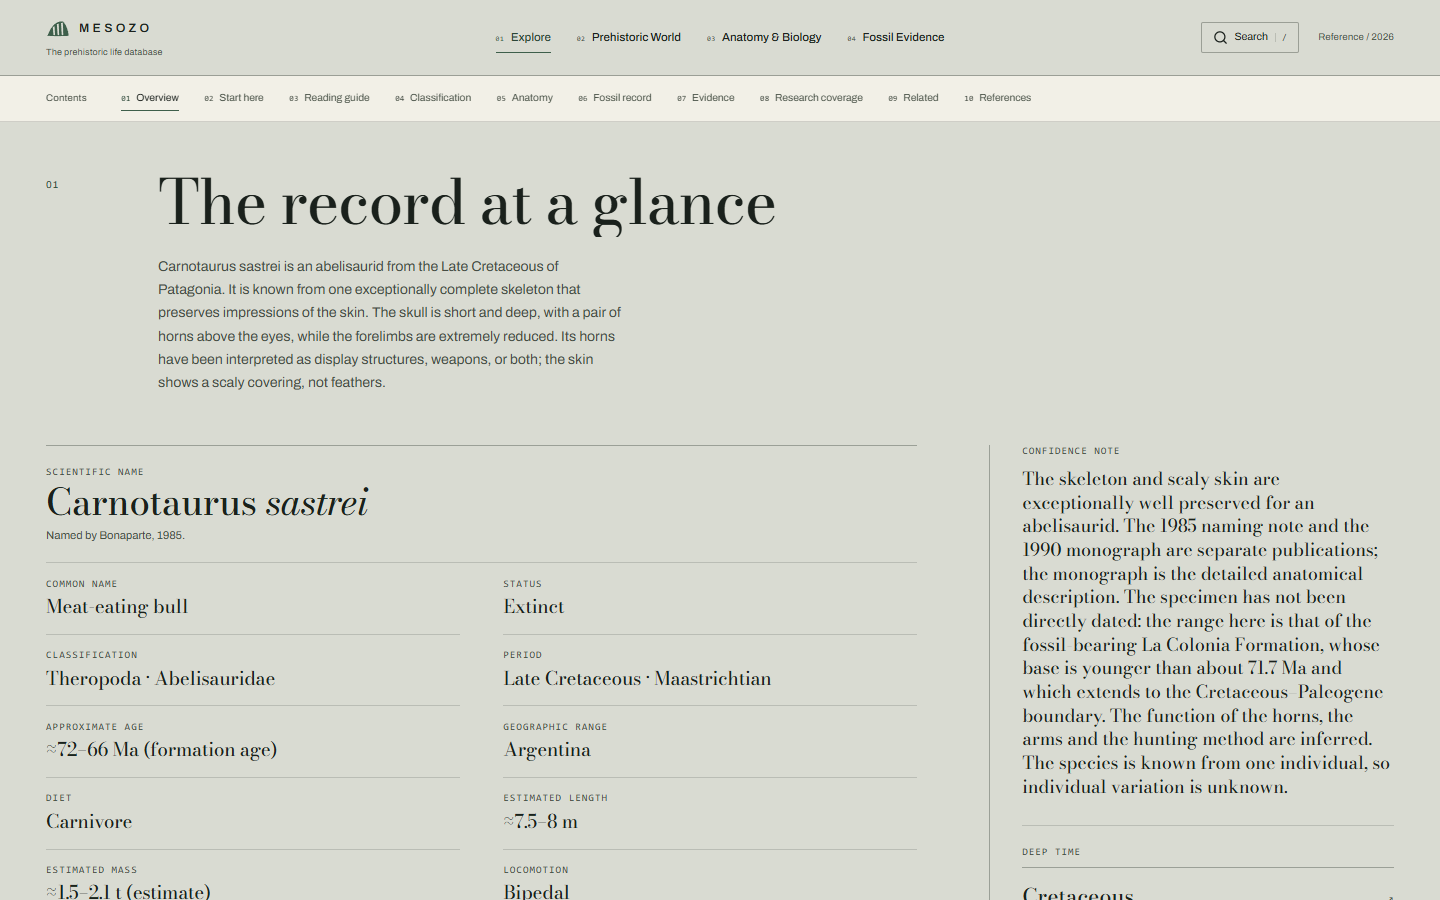 MESOZO
The prehistoric life database
01 Explore
02 Prehistoric World
03 Anatomy & Biology
04 Fossil Evidence
Search | /
Reference / 2026
Contents
01 Overview
02 Start here
03 Reading guide
04 Classification
05 Anatomy
06 Fossil record
07 Evidence
08 Research coverage
09 Related
10 References
01
The record at a glance
Carnotaurus sastrei is an abelisaurid from the Late Cretaceous of
Patagonia. It is known from one exceptionally complete skeleton that
preserves impressions of the skin. The skull is short and deep, with a pair of
horns above the eyes, while the forelimbs are extremely reduced. Its horns
have been interpreted as display structures, weapons, or both; the skin
shows a scaly covering, not feathers.
SCIENTIFIC NAME
Carnotaurus sastrei
Named by Bonaparte, 1985.
COMMON NAME
Meat-eating bull
STATUS
Extinct
CLASSIFICATION
Theropoda · Abelisauridae
PERIOD
Late Cretaceous · Maastrichtian
APPROXIMATE AGE
≈72–66 Ma (formation age)
GEOGRAPHIC RANGE
Argentina
DIET
Carnivore
ESTIMATED LENGTH
≈7.5–8 m
ESTIMATED MASS
≈1.5–2.1 t (estimate)
LOCOMOTION
Bipedal
CONFIDENCE NOTE
The skeleton and scaly skin are
exceptionally well preserved for an
abelisaurid. The 1985 naming note and the
1990 monograph are separate publications;
the monograph is the detailed anatomical
description. The specimen has not been
directly dated: the range here is that of the
fossil-bearing La Colonia Formation, whose
base is younger than about 71.7 Ma and
which extends to the Cretaceous–Paleogene
boundary. The function of the horns, the
arms and the hunting method are inferred.
The species is known from one individual, so
individual variation is unknown.
DEEP TIME
Cretaceous